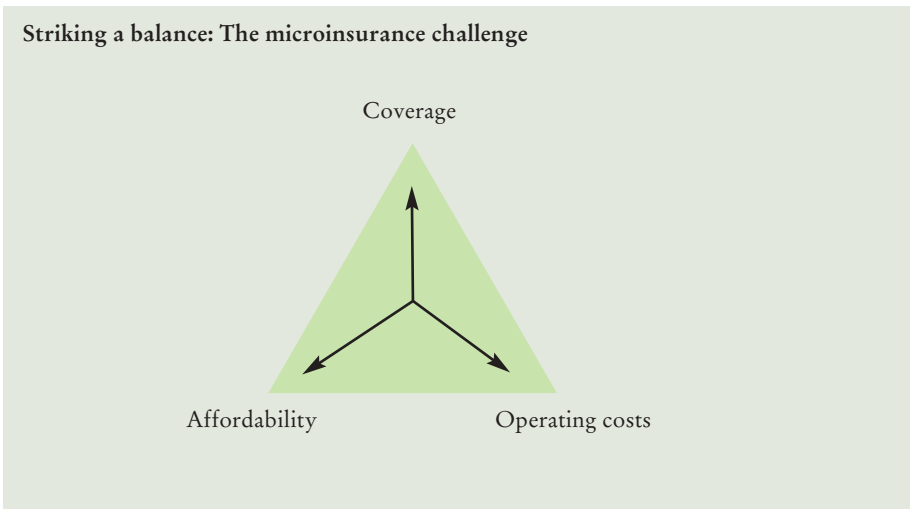 Striking a balance: The microinsurance challenge
Coverage
Affordability
Operating costs